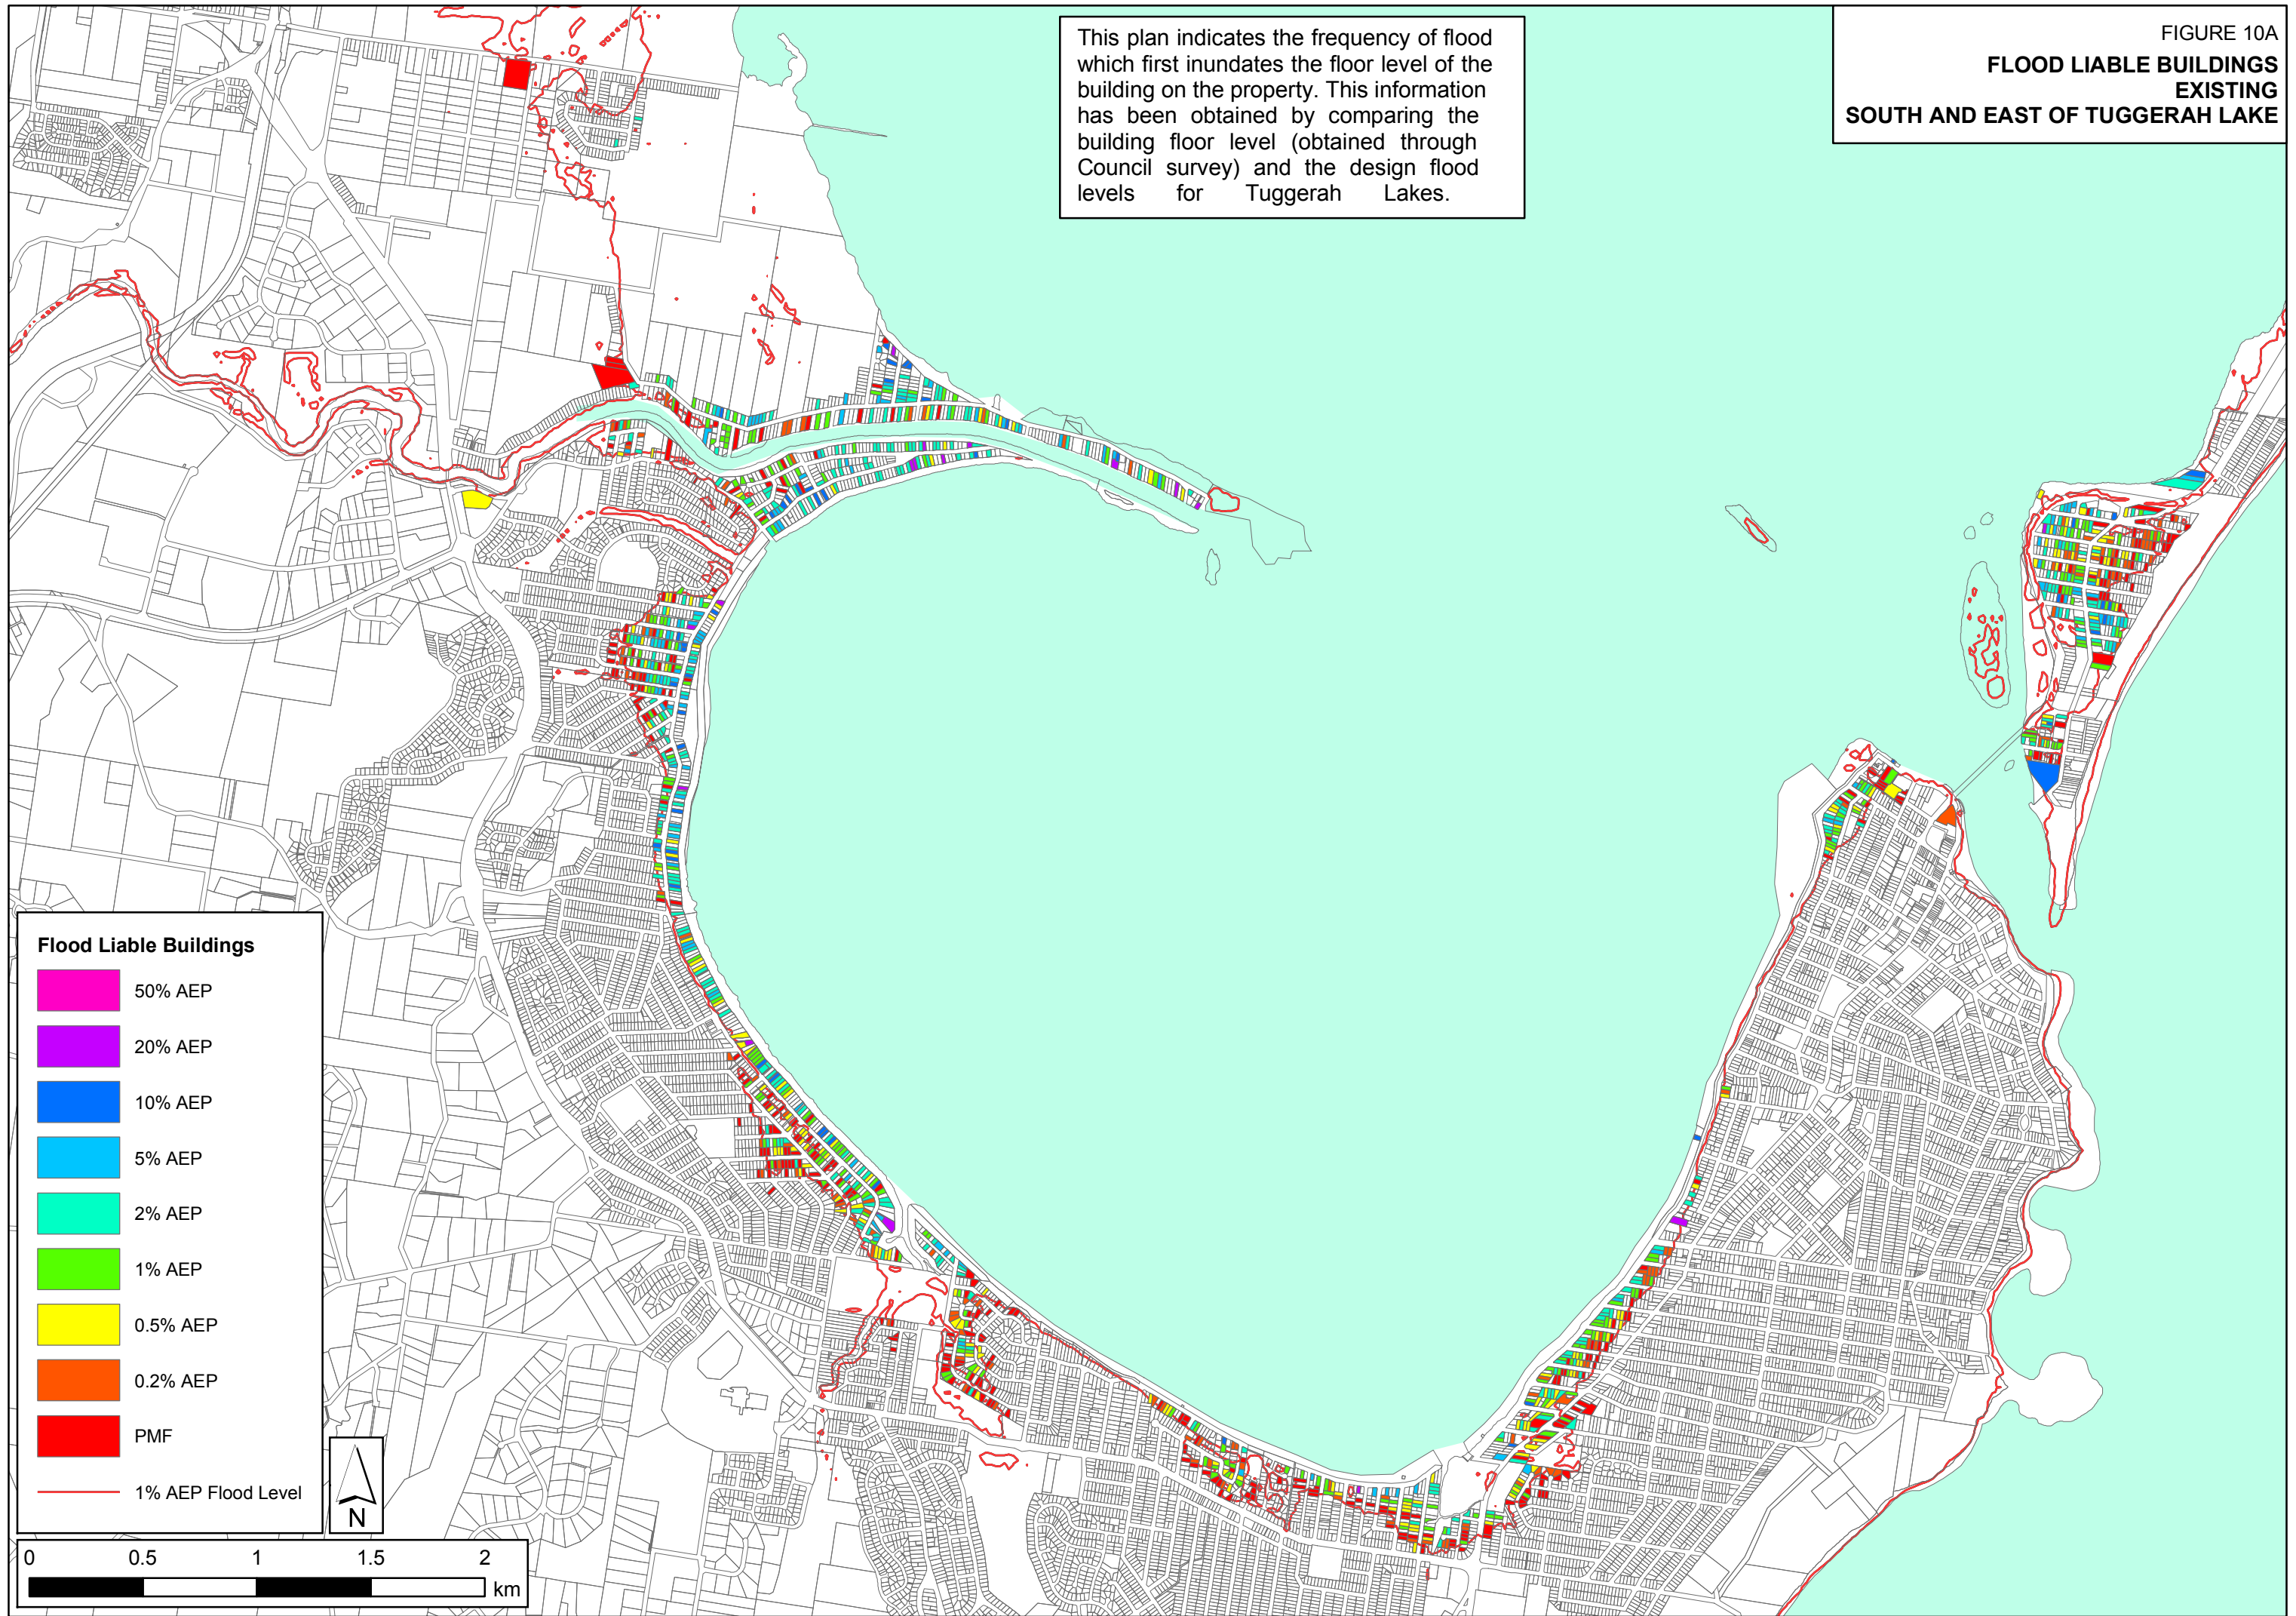 This plan indicates the frequency of flood
which first inundates the floor level of the
building on the property. This information
has been obtained by comparing the
building floor level (obtained through
Council survey) and the design flood
levels for Tuggerah Lakes.
FIGURE 10A
FLOOD LIABLE BUILDINGS
EXISTING
SOUTH AND EAST OF TUGGERAH LAKE
Flood Liable Buildings
50% AEP
20% AEP
10% AEP
5% AEP
2% AEP
1% AEP
0.5% AEP
0.2% AEP
PMF
1% AEP Flood Level
N
0 0.5 1 1.5 2
km